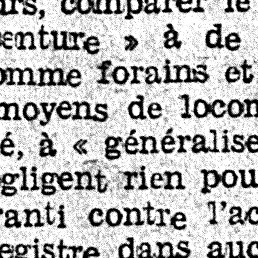 urs, comparer le
enture » à de
omme forains et
moyens de locom
é, à « généralise
égligent rien pou
ranti contre l'ac
egistre dans auc